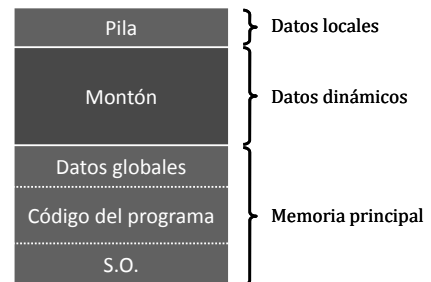 Pila
Datos locales
Montón
Datos dinámicos
Datos globales
Código del programa
Memoria principal
S.O.